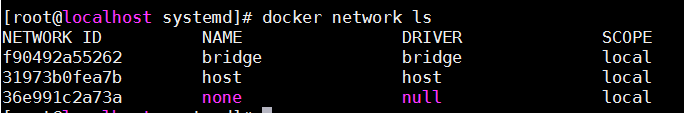 [root@localhost systemd]# docker network ls
NETWORK ID          NAME                DRIVER              SCOPE
f90492a55262        bridge              bridge              local
31973b0fea7b        host                host                local
36e991c2a73a        none                null                local
[root@localhost systemd]#